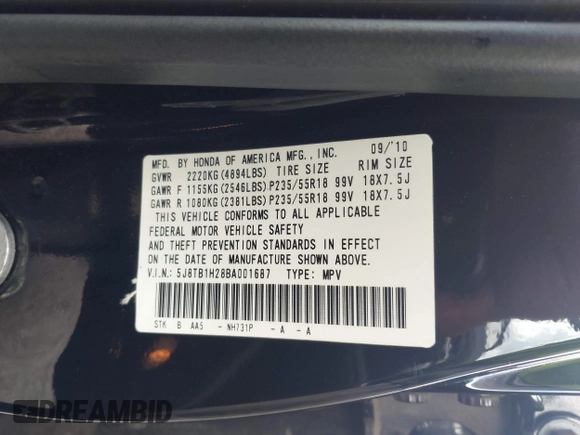 MFD. BY HONDA OF AMERICA MFG., INC. 09/'10
GVWR 2220KG(4894LBS) TIRE SIZE RIM SIZE
GAWR F 1155KG(2546LBS)P235/55R18 99V 18X7.5J
GAWR R 1080KG(2381LBS)P235/55R18 99V 18X7.5J
THIS VEHICLE CONFORMS TO ALL APPLICABLE
FEDERAL MOTOR VEHICLE SAFETY
AND THEFT PREVENTION STANDARDS IN EFFECT
ON THE DATE OF MANUFACTURE SHOWN ABOVE.
V.I.N.: 5J8TB1H28BA001687 TYPE: MPV
STK B AA5 - NH731P - A - A
DREAMBID